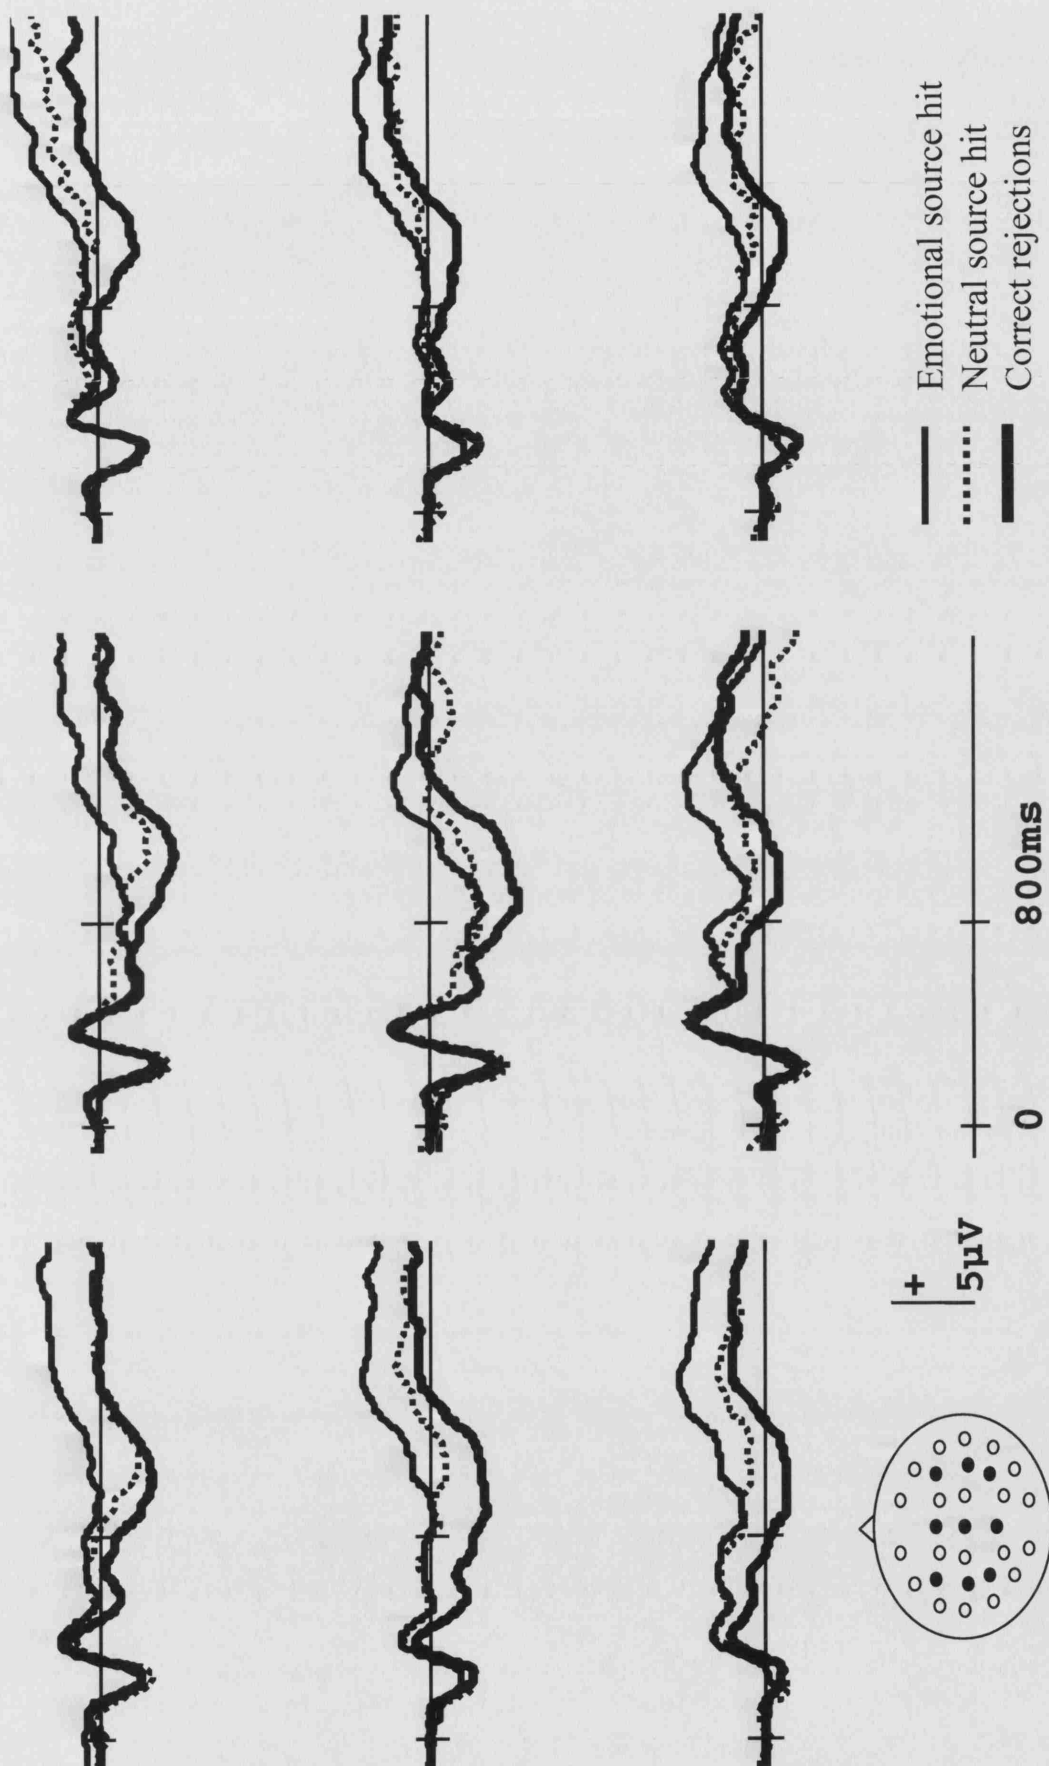 Emotional source hit
Neutral source hit
Correct rejections
0
800ms
+
5µV